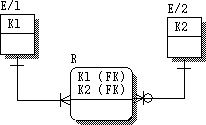 E/1
K1
E/2
K2
R
K1 (FK)
K2 (FK)